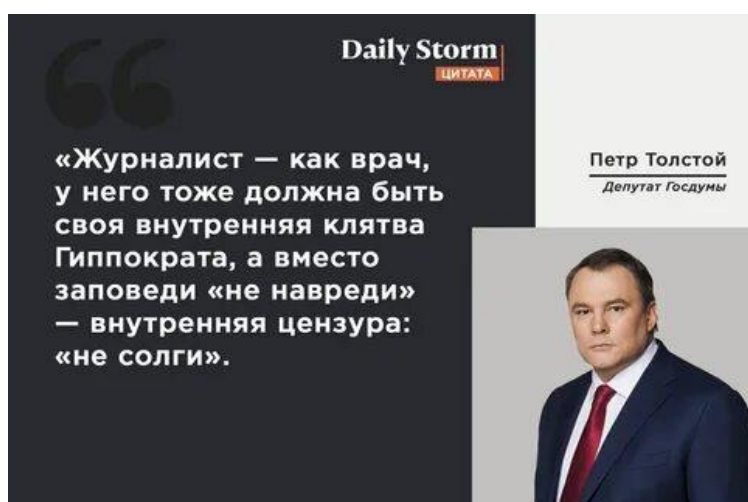 Daily Storm
ЦИТАТА
«Журналист — как врач,
у него тоже должна быть
своя внутренняя клятва
Гиппократа, а вместо
заповеди «не навреди»
— внутренняя цензура:
«не солги».
Петр Толстой
Депутат Госдумы